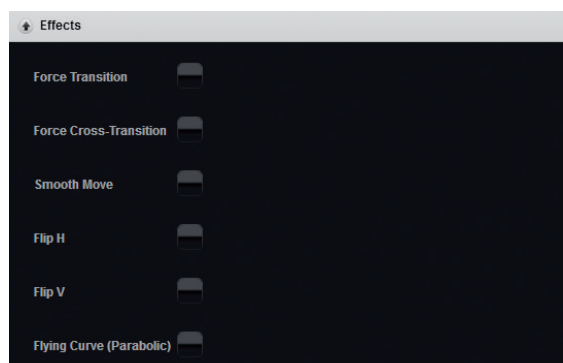 Effects
Force Transition
Force Cross-Transition
Smooth Move
Flip H
Flip V
Flying Curve (Parabolic)